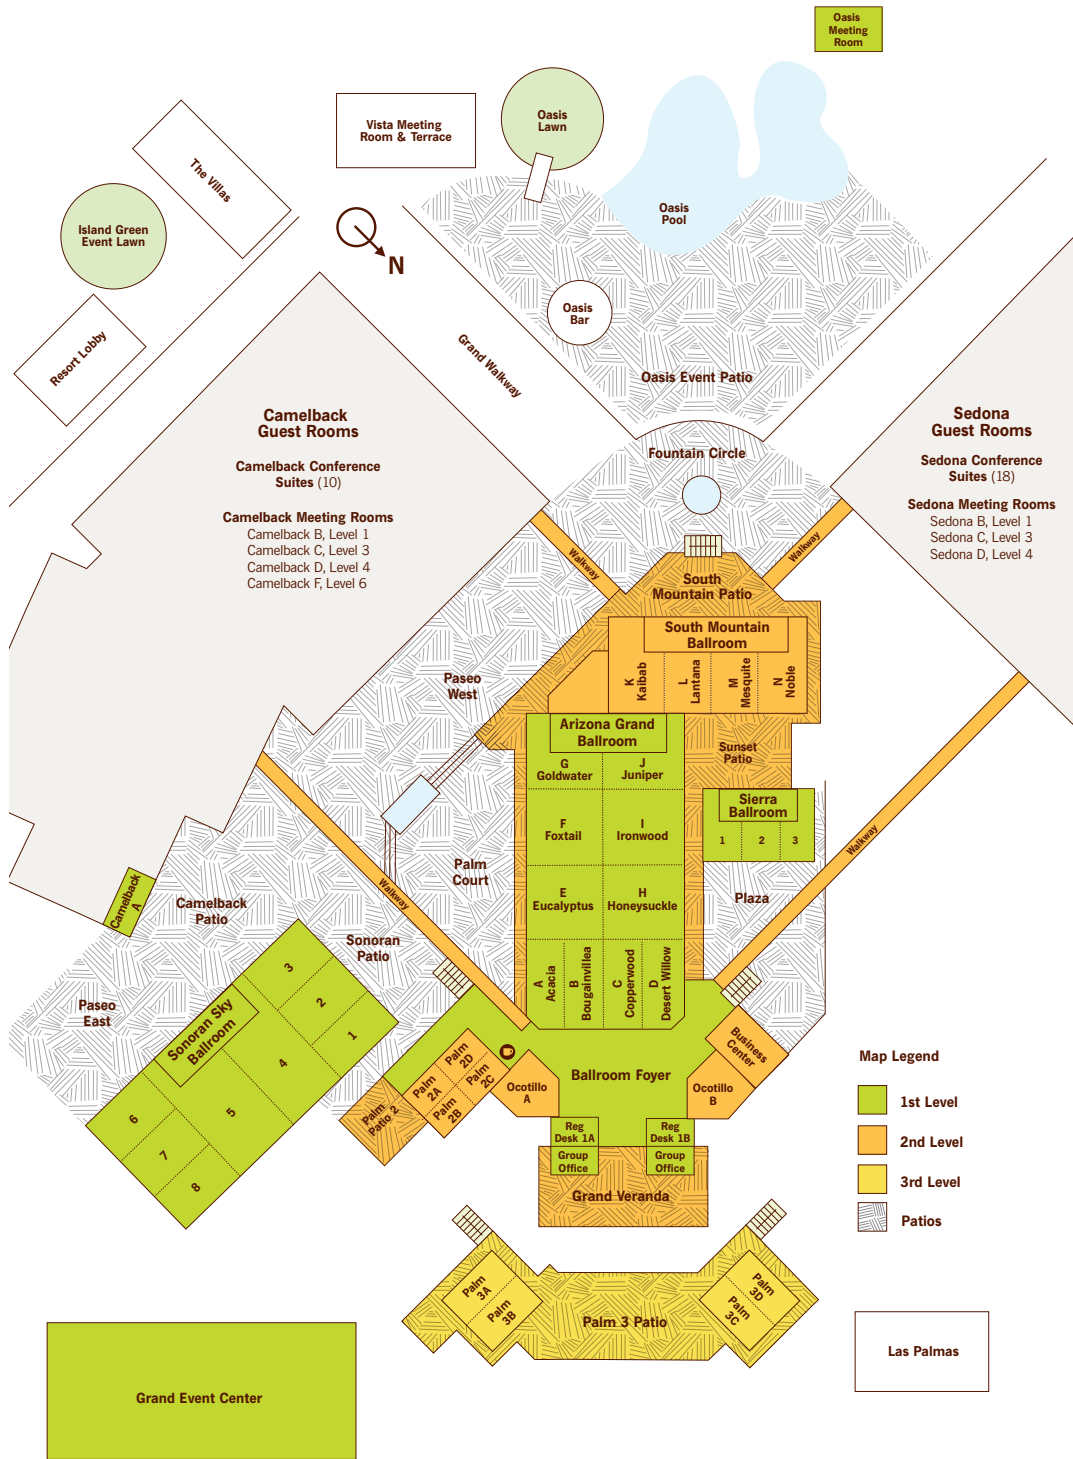 Oasis
Meeting
Room
Vista Meeting
Room & Terrace
Oasis
Lawn
The Villas
Oasis
Pool
Island Green
Event Lawn
N
Oasis
Bar
Resort Lobby
Grand Walkway
Oasis Event Patio
Camelback
Guest Rooms
Camelback Conference
Suites (10)
Camelback Meeting Rooms
Camelback B, Level 1
Camelback C, Level 3
Camelback D, Level 4
Camelback F, Level 6
Sedona
Guest Rooms
Sedona Conference
Suites (18)
Sedona Meeting Rooms
Sedona B, Level 1
Sedona C, Level 3
Sedona D, Level 4
Fountain Circle
Walkway
Walkway
South
Mountain Patio
South Mountain
Ballroom
K
Kaibab
L
Lantana
M
Mesquite
N
Noble
Paseo
West
Arizona Grand
Ballroom
Sunset
Patio
G
Goldwater
J
Juniper
Sierra
Ballroom
1
2
3
F
Foxtail
I
Ironwood
Walkway
Palm
Court
Walkway
E
Eucalyptus
H
Honeysuckle
Plaza
Camelback
A
Camelback
Patio
Sonoran
Patio
A
Acacia
B
Bougainvillea
C
Copperwood
D
Desert Willow
Paseo
East
Sonoran Sky
Ballroom
3
2
1
4
5
6
7
8
Business
Center
Palm
2D
Palm
2A
Palm
2C
Palm
2B
Palm
Patio 2
Ocotillo
A
Ballroom Foyer
Ocotillo
B
Reg
Desk 1A
Reg
Desk 1B
Group
Office
Group
Office
Grand Veranda
Map Legend
1st Level
2nd Level
3rd Level
Patios
Palm
3A
Palm
3B
Palm 3 Patio
Palm
3D
Palm
3C
Las Palmas
Grand Event Center